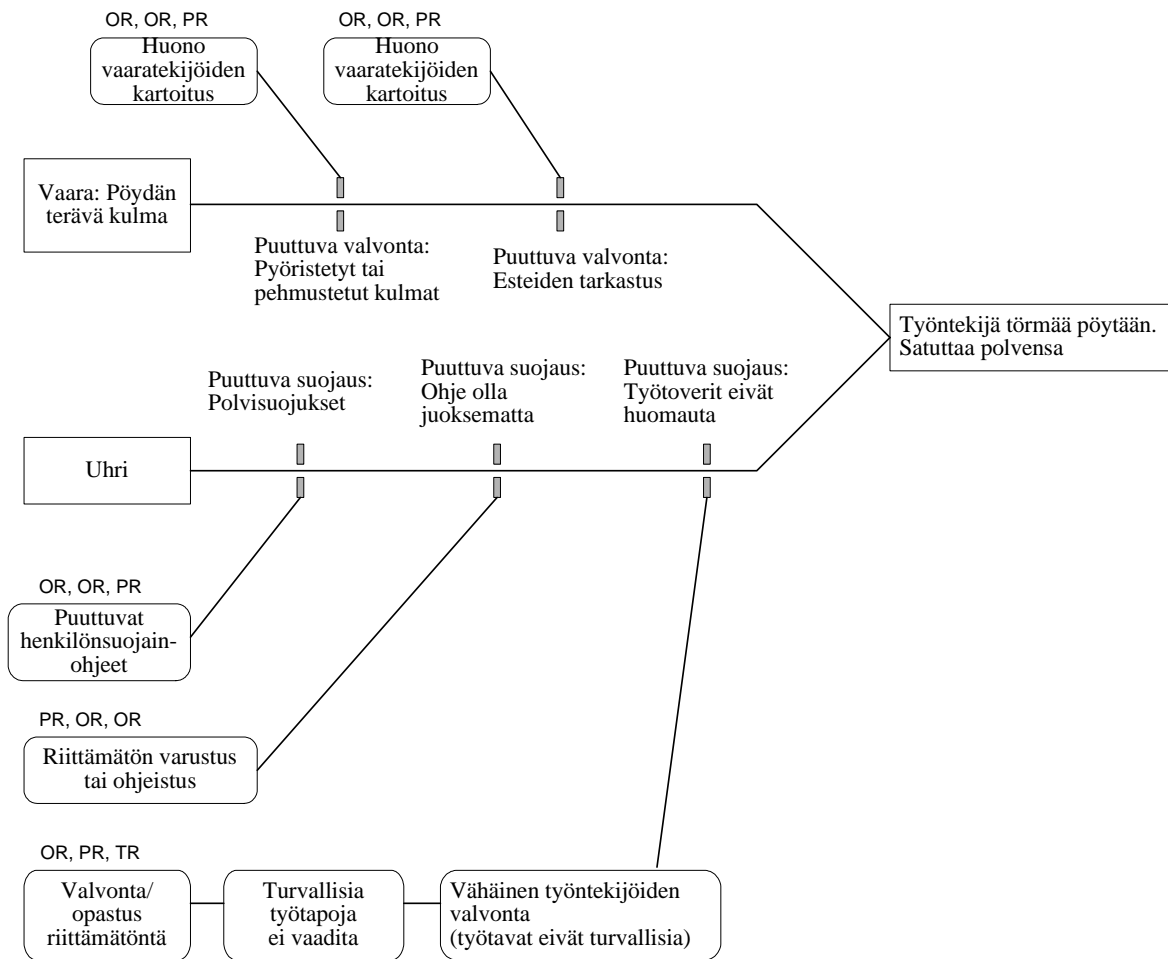 OR, OR, PR
Huono
vaaratekijöiden
kartoitus
OR, OR, PR
Huono
vaaratekijöiden
kartoitus
Vaara: Pöydän
terävä kulma
Puuttuva valvonta:
Pyöristetyt tai
pehmustetut kulmat
Puuttuva valvonta:
Esteiden tarkastus
Työntekijä törmää pöytään.
Satuttaa polvensa
Puuttuva suojaus:
Polvisuojukset
Puuttuva suojaus:
Ohje olla
juoksematta
Puuttuva suojaus:
Työtoverit eivät
huomauta
Uhri
OR, OR, PR
Puuttuvat
henkilönsuojain-
ohjeet
PR, OR, OR
Riittämätön varustus
tai ohjeistus
OR, PR, TR
Valvonta/
opastus
riittämätöntä
Turvallisia
työtapoja
ei vaadita
Vähäinen työntekijöiden
valvonta
(työtavat eivät turvallisia)